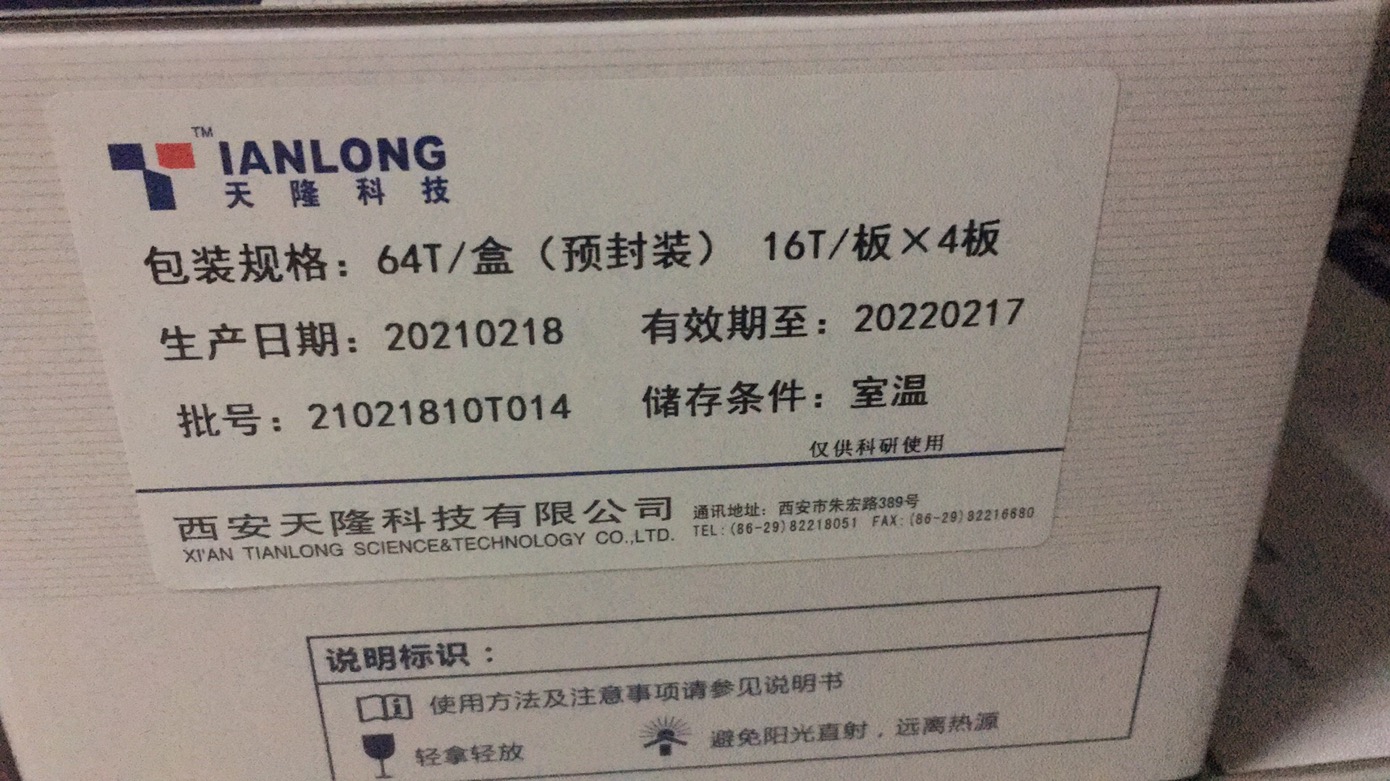 TIANLONG TM
天隆科技
包装规格：64T/盒（预封装） 16T/板×4板
生产日期：20210218 有效期至：20220217
批号：21021810T014 储存条件：室温
仅供科研使用
西安天隆科技有限公司 通讯地址：西安市朱宏路389号
XI'AN TIANLONG SCIENCE&TECHNOLOGY CO.,LTD. TEL:(86-29)82218051 FAX:(86-29)82216680
说明标识：
使用方法及注意事项请参见说明书
轻拿轻放 避免阳光直射，远离热源